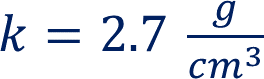 k = 2.7 g/cm³